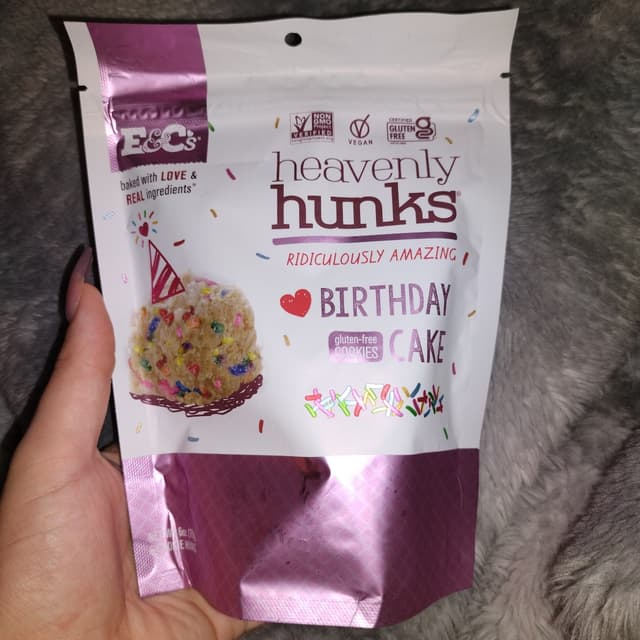 E&C's
baked with LOVE &
REAL ingredients"
NON
GMO
VERIFIED
VEGAN
CERTIFIED
GLUTEN
FREE
heavenly
hunks
RIDICULOUSLY AMAZING
BIRTHDAY
gluten-free
COOKIES
CAKE